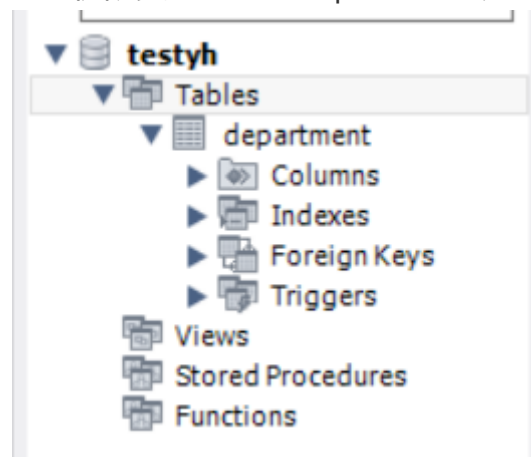 testyh
Tables
department
Columns
Indexes
Foreign Keys
Triggers
Views
Stored Procedures
Functions